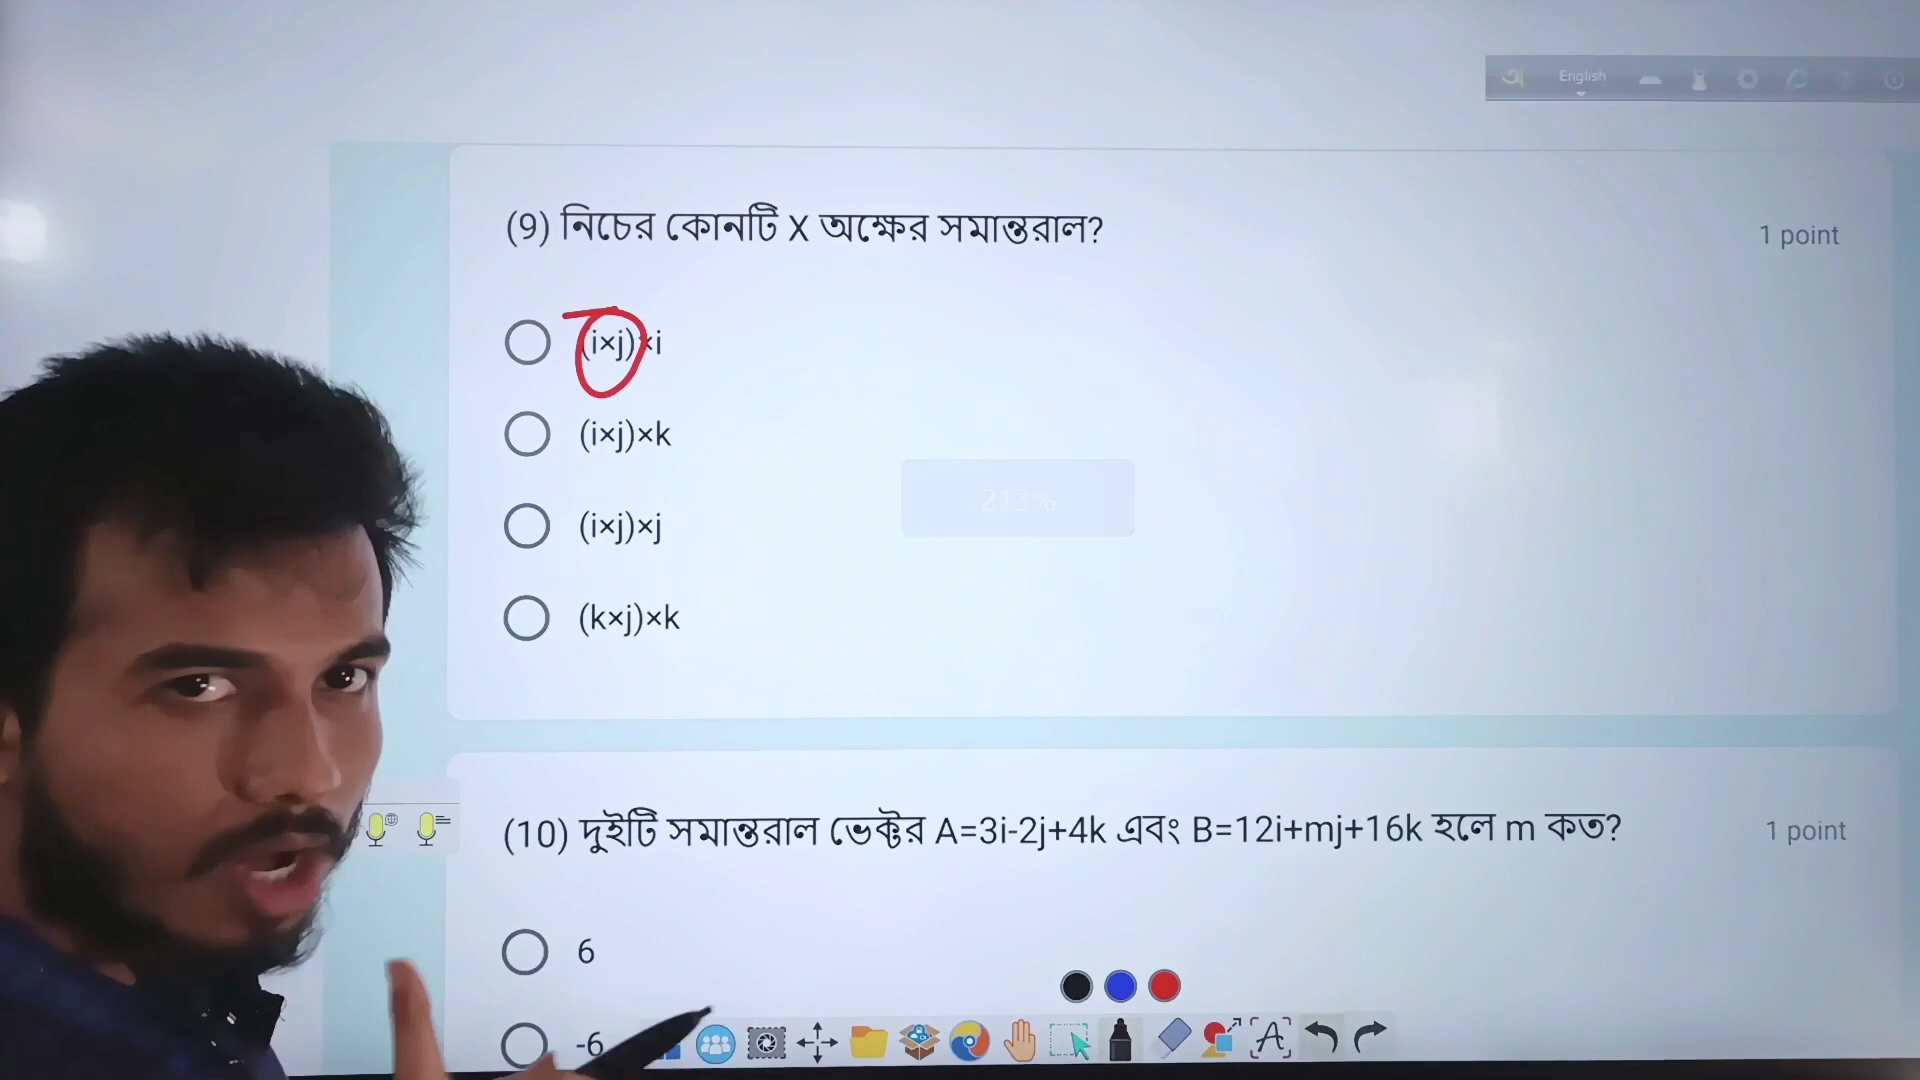 English
(9) নিচের কোনটি X অক্ষের সমান্তরাল?
1 point
(i×j)×i
(i×j)×k
(i×j)×j
213%
(k×j)×k
(10) দুইটি সমান্তরাল ভেক্টর A=3i-2j+4k এবং B=12i+mj+16k হলে m কত?
1 point
6
-6